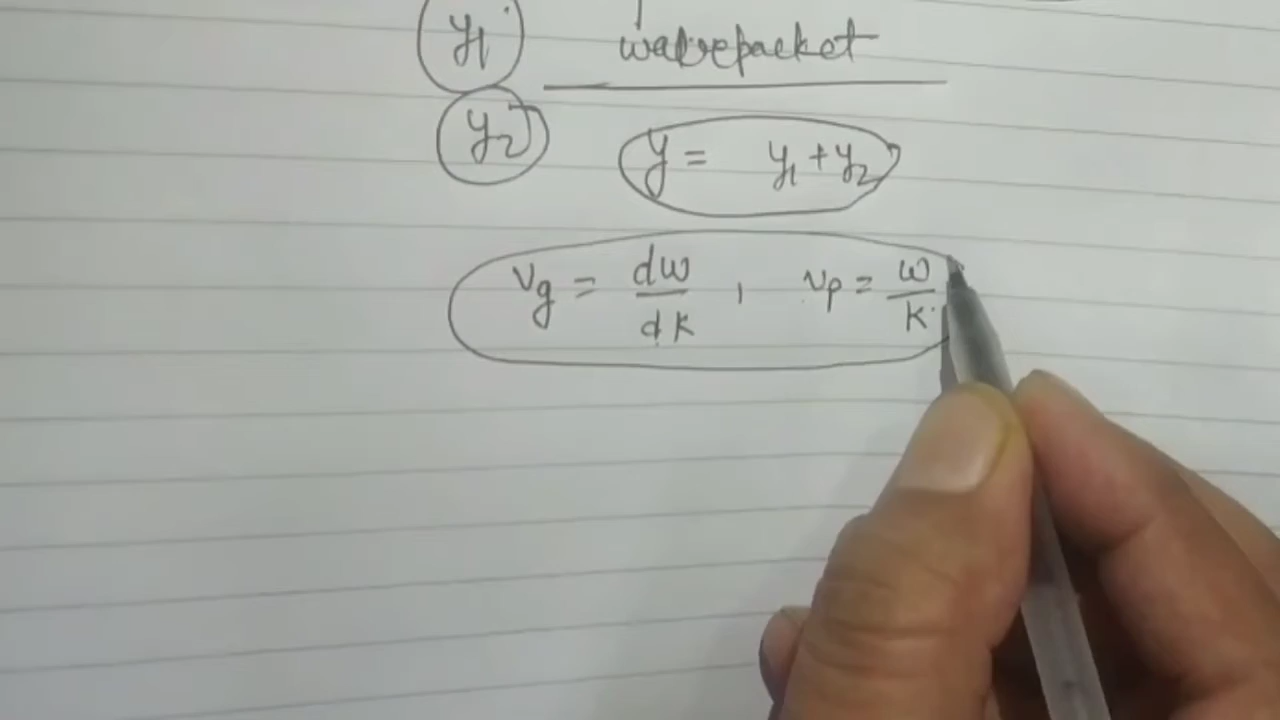 y₁ wavepacket
y₂
y = y₁ + y₂
Vg = dω/dk , vp = ω/k